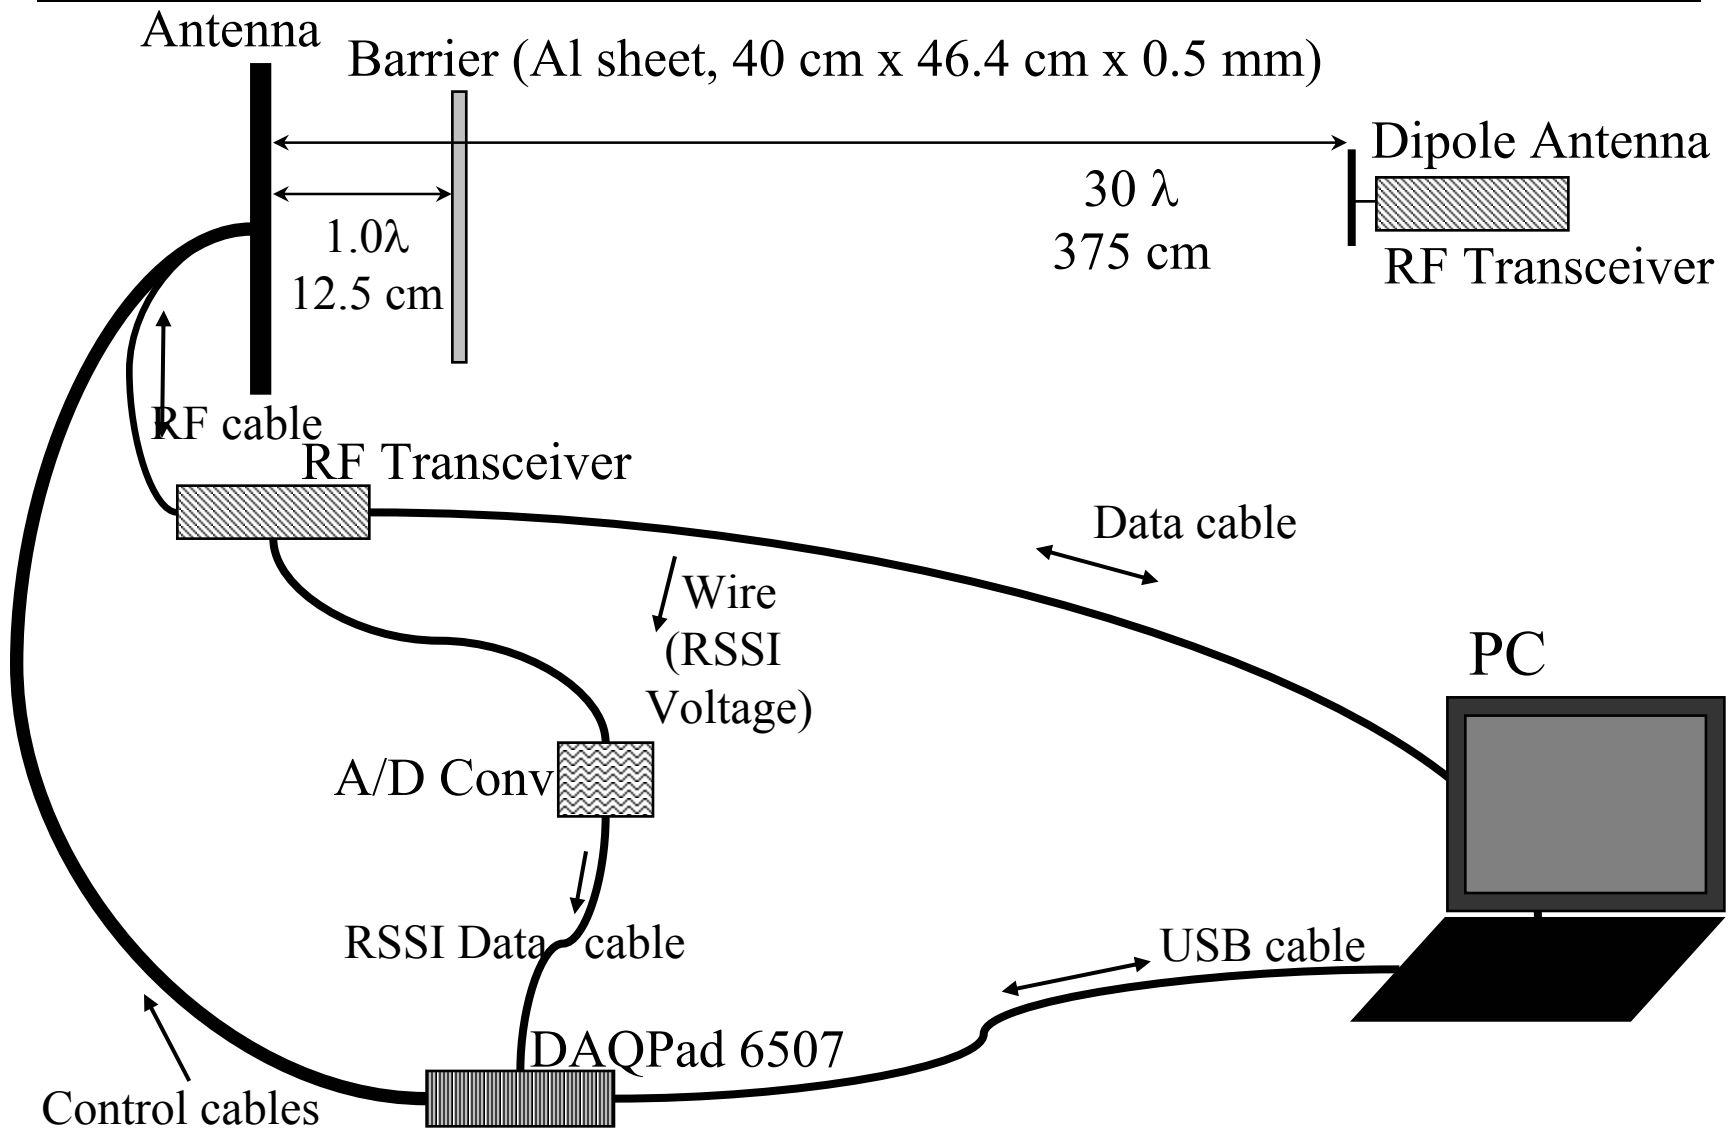 Antenna
Barrier (Al sheet, 40 cm x 46.4 cm x 0.5 mm)
Dipole Antenna
30 λ
375 cm
RF Transceiver
1.0λ
12.5 cm
RF cable
RF Transceiver
Data cable
Wire
(RSSI
Voltage)
PC
A/D Conv
RSSI Data cable
USB cable
DAQPad 6507
Control cables